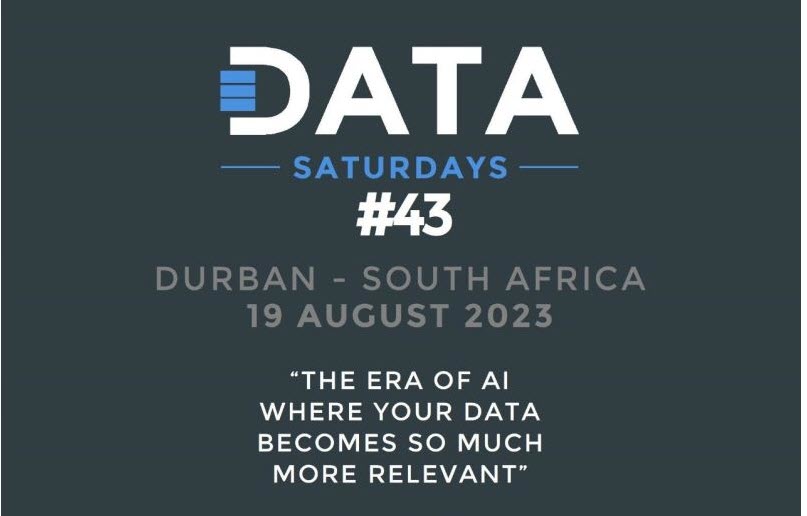 DATA
SATURDAYS
#43
DURBAN - SOUTH AFRICA
19 AUGUST 2023
“THE ERA OF AI
WHERE YOUR DATA
BECOMES SO MUCH
MORE RELEVANT”